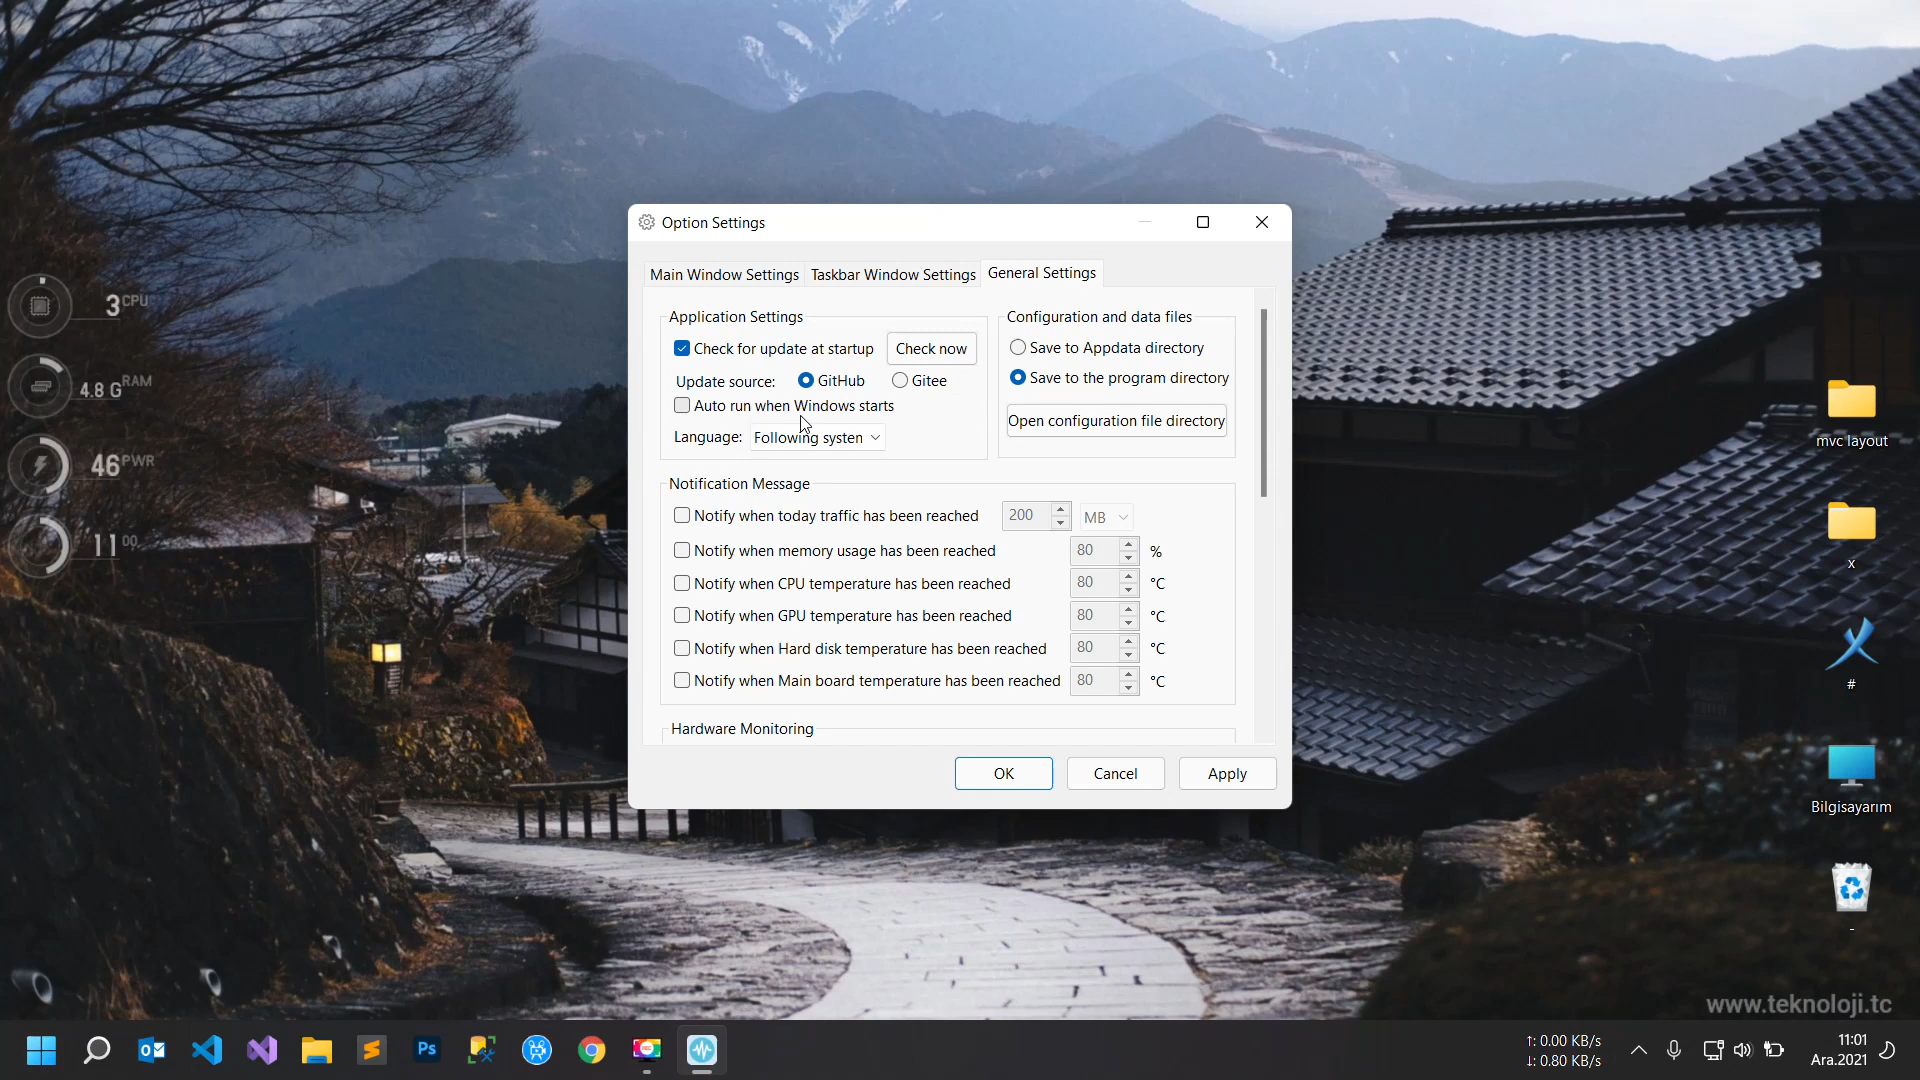 Option Settings
Main Window Settings
Taskbar Window Settings
General Settings
Application Settings
Check for update at startup
Check now
Update source:
GitHub
Gitee
Auto run when Windows starts
Language:
Following systen
Configuration and data files
Save to Appdata directory
Save to the program directory
Open configuration file directory
Notification Message
Notify when today traffic has been reached
200
MB
Notify when memory usage has been reached
80
%
Notify when CPU temperature has been reached
80
°C
Notify when GPU temperature has been reached
80
°C
Notify when Hard disk temperature has been reached
80
°C
Notify when Main board temperature has been reached
80
°C
Hardware Monitoring
OK
Cancel
Apply
3 CPU
4.8 G RAM
46 PWR
11 00
mvc layout
x
#
Bilgisayarım
-
www.teknoloji.tc
Ps
↑: 0.00 KB/s
↓: 0.80 KB/s
11:01
Ara.2021